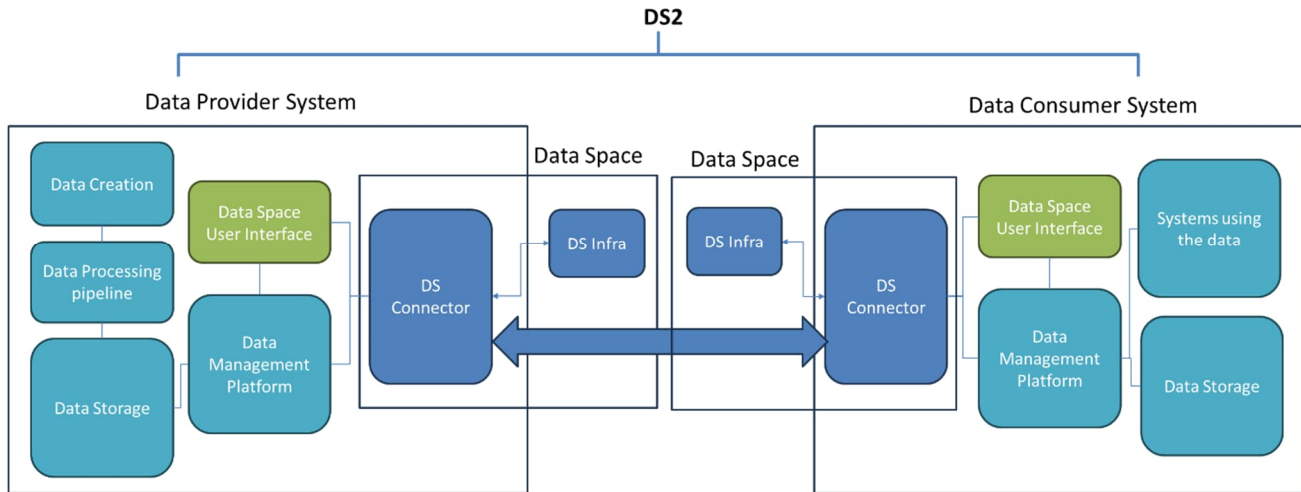 DS2
Data Provider System
Data Consumer System
Data Space
Data Space
Data Creation
Data Space
User Interface
Data Processing
pipeline
Data Storage
Data
Management
Platform
DS
Connector
DS Infra
DS Infra
DS
Connector
Data Space
User Interface
Data
Management
Platform
Systems using
the data
Data Storage